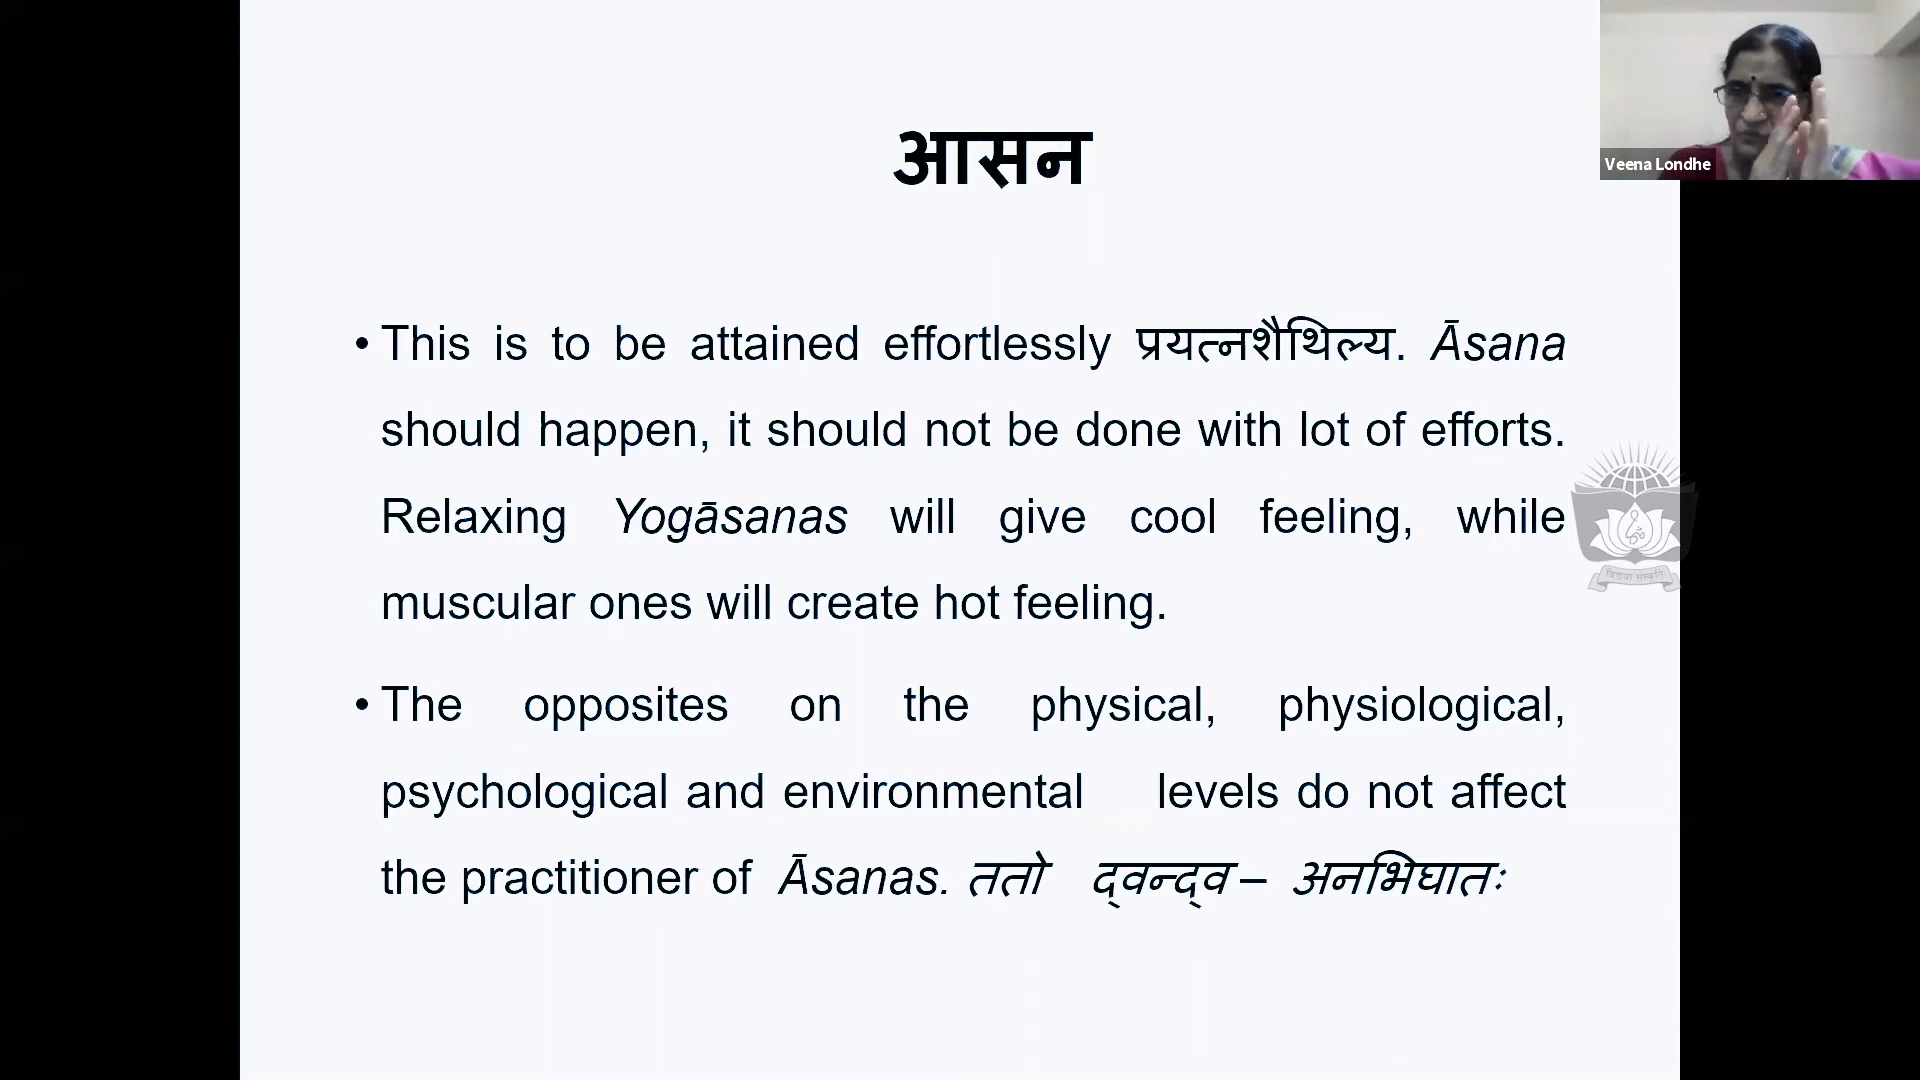 आसन
Veena Londhe
• This is to be attained effortlessly प्रयत्नशैथिल्य. Āsana
should happen, it should not be done with lot of efforts.
Relaxing Yogāsanas will give cool feeling, while
muscular ones will create hot feeling.
• The opposites on the physical, physiological,
psychological and environmental levels do not affect
the practitioner of Āsanas. ततो द्वन्द्व – अनभिघातः